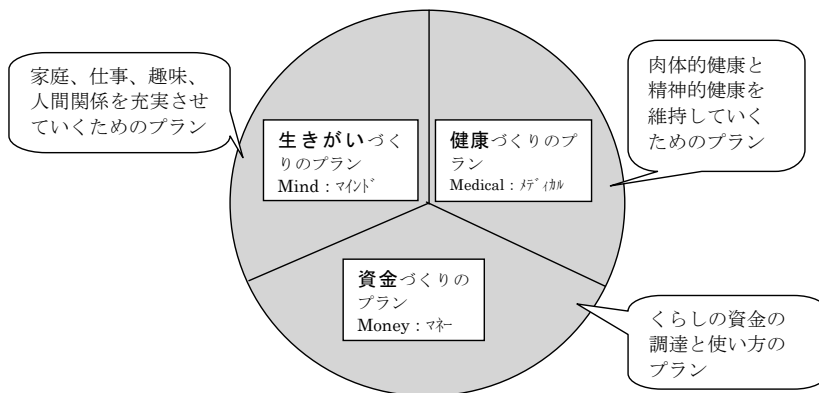 家庭、仕事、趣味、
人間関係を充実させ
ていくためのプラン
肉体的健康と
精神的健康を
維持していく
ためのプラン
生きがいづく
りのプラン
Mind：ﾏｲﾝﾄﾞ
健康づくりのプ
ラン
Medical：ﾒﾃﾞｨｶﾙ
資金づくりの
プラン
Money：ﾏﾈｰ
くらしの資金の
調達と使い方の
プラン